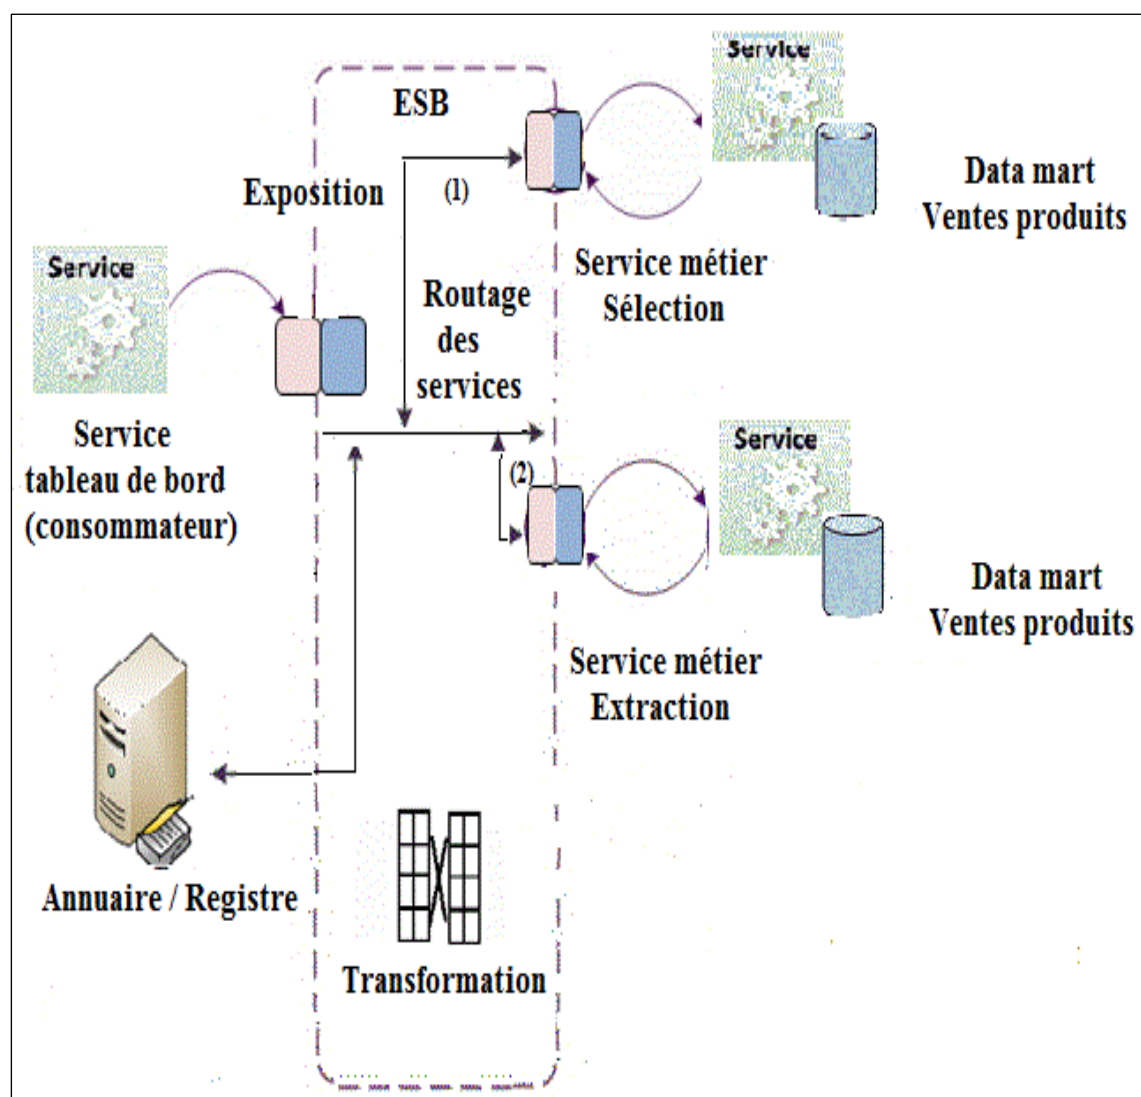 Service
ESB
Exposition
(1)
Data mart
Ventes produits
Service métier
Sélection
Service
Routage
des
services
Service
tableau de bord
(consommateur)
Service
(2)
Data mart
Ventes produits
Service métier
Extraction
Annuaire / Registre
Transformation